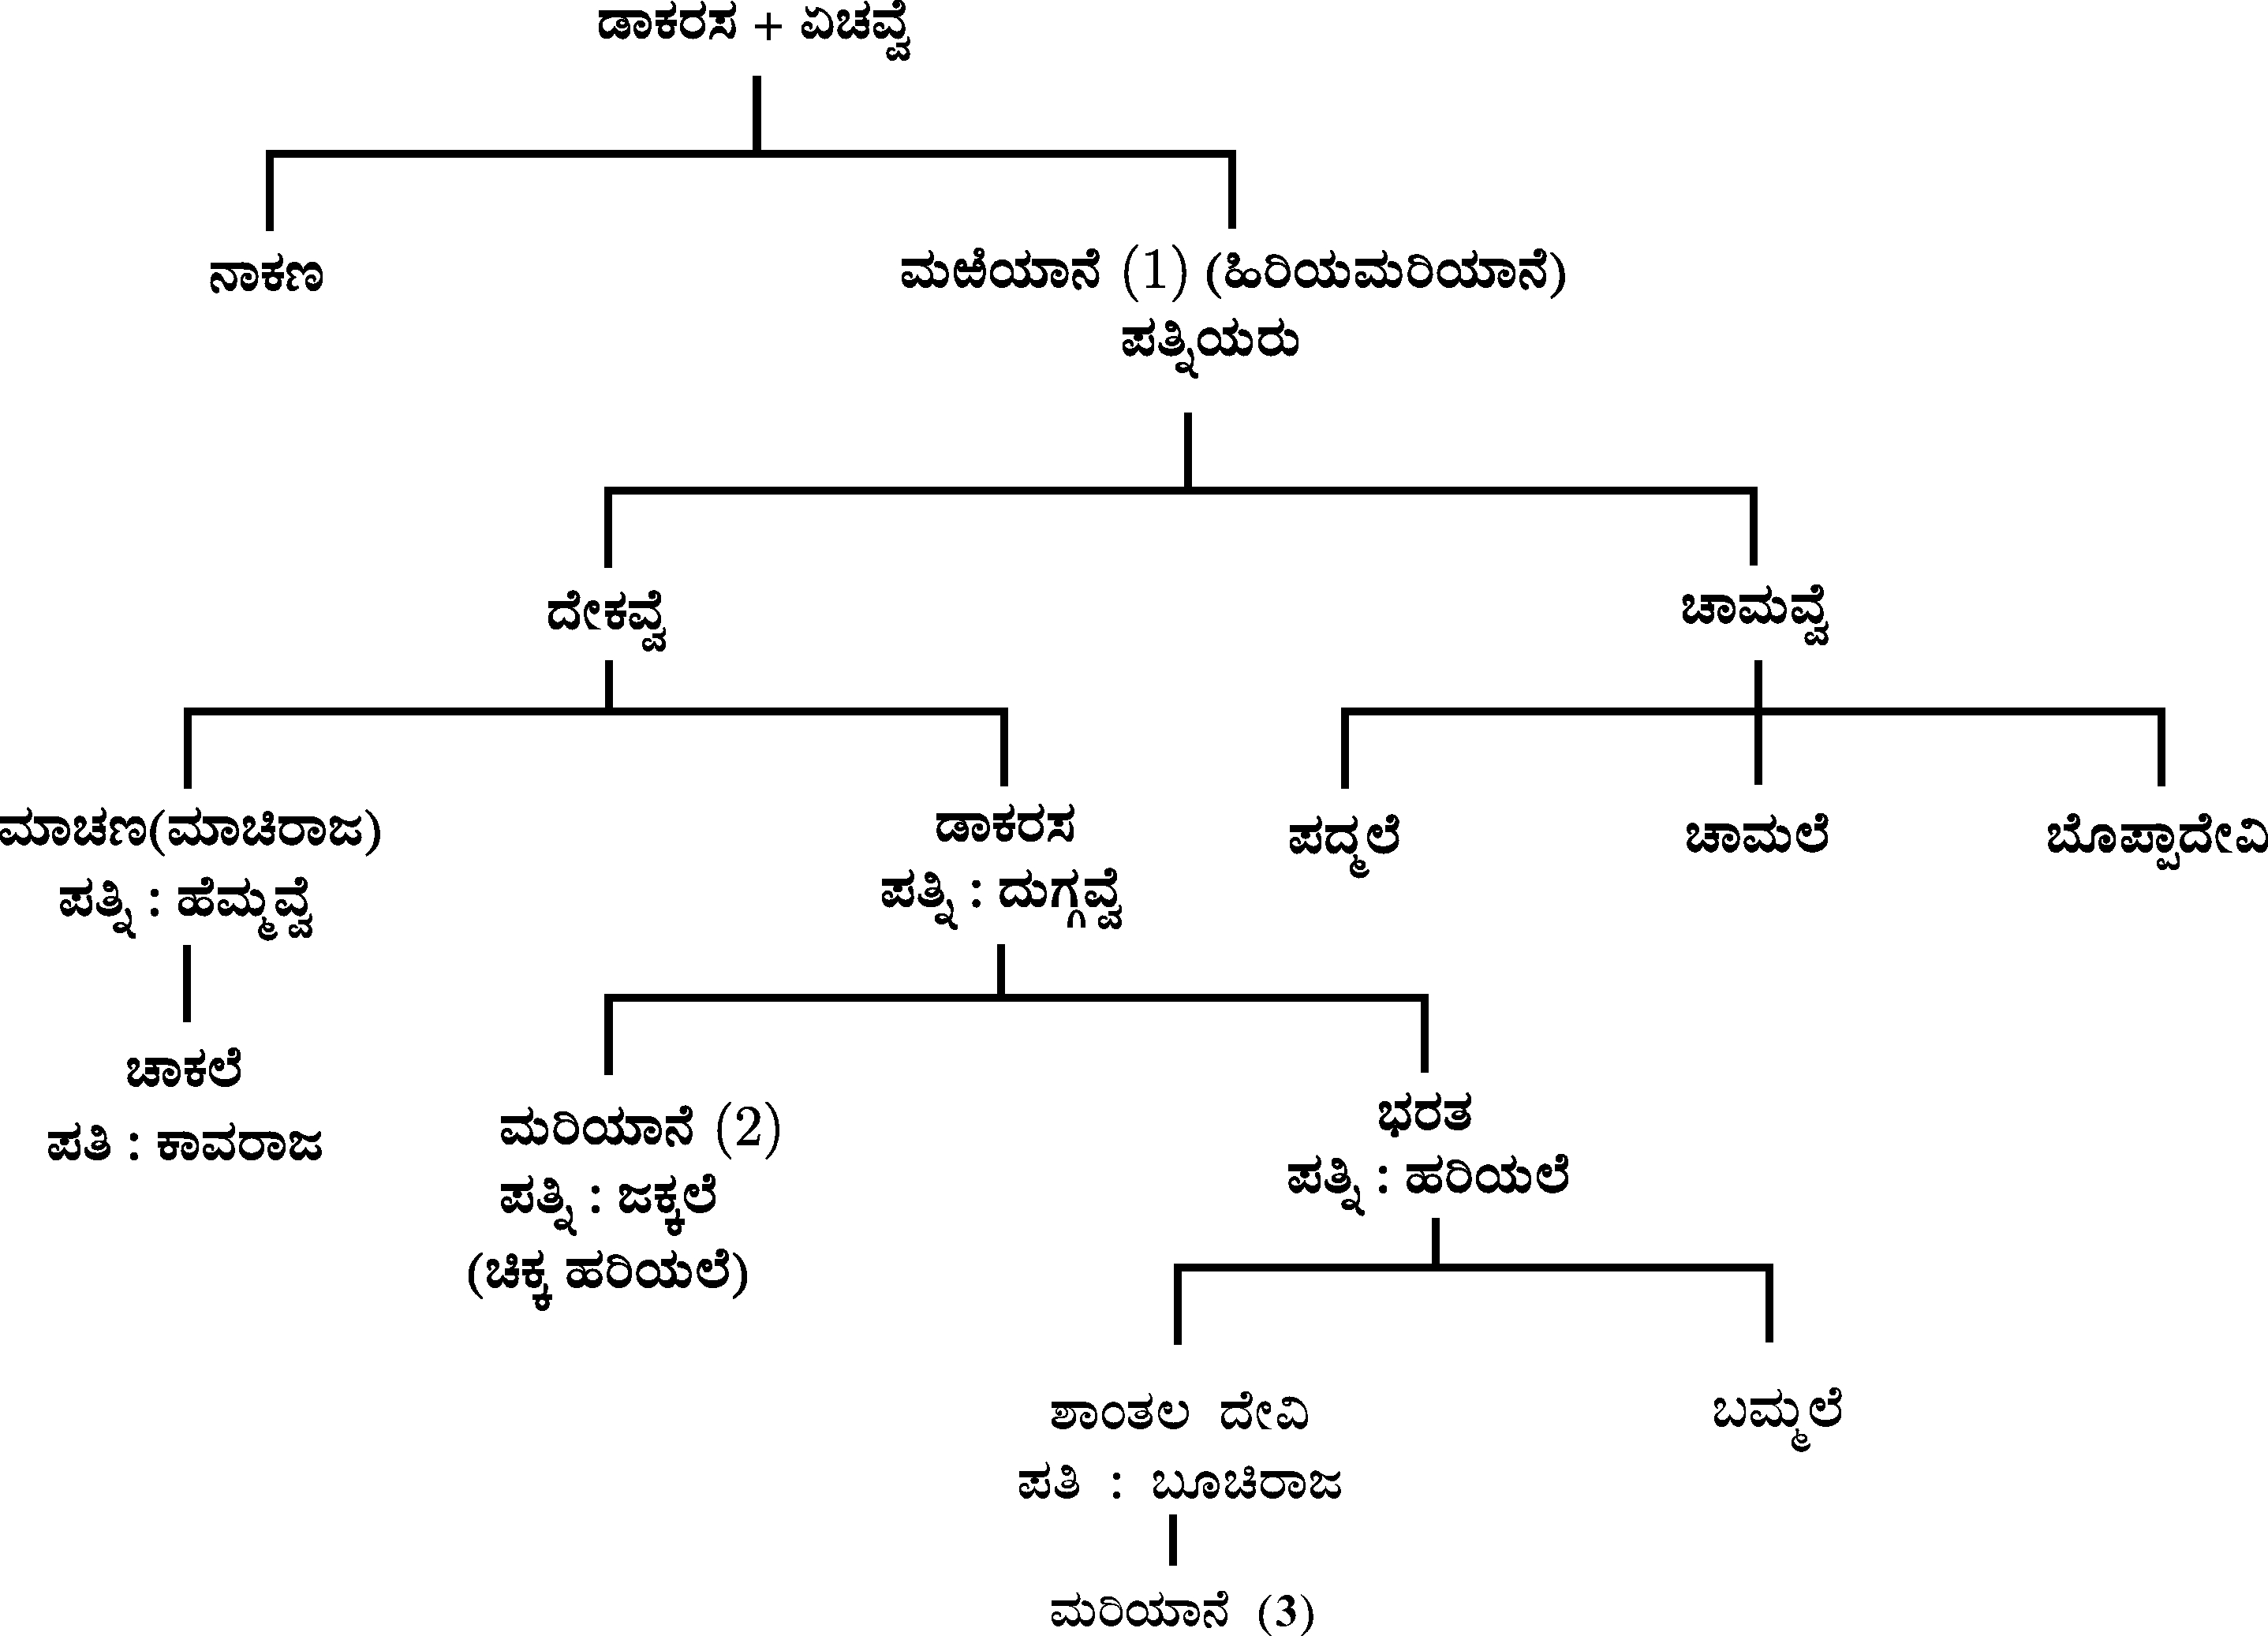 ಡಾಕರಸ + ಏಚವ್ವೆ
ನಾಕಣ
ಮಱಿಯಾನೆ (1) (ಹಿರಿಯಮರಿಯಾನೆ)
ಪತ್ನಿಯರು
ದೇಕವ್ವೆ
ಚಾಮವ್ವೆ
ಮಾಚಣ(ಮಾಚಿರಾಜ)
ಪತ್ನಿ : ಹೆಮ್ಮವ್ವೆ
ಡಾಕರಸ
ಪತ್ನಿ : ದುಗ್ಗವ್ವೆ
ಪದ್ಮಲೆ
ಚಾಮಲೆ
ಬೊಪ್ಪಾದೇವಿ
ಚಾಕಲೆ
ಪತಿ : ಕಾವರಾಜ
ಮರಿಯಾನೆ (2)
ಪತ್ನಿ : ಜಕ್ಕಲೆ
(ಚಿಕ್ಕ ಹರಿಯಲೆ)
ಭರತ
ಪತ್ನಿ : ಹರಿಯಲೆ
ಶಾಂತಲ ದೇವಿ
ಪತಿ : ಬೂಚಿರಾಜ
ಬಮ್ಮಲೆ
ಮರಿಯಾನೆ (3)